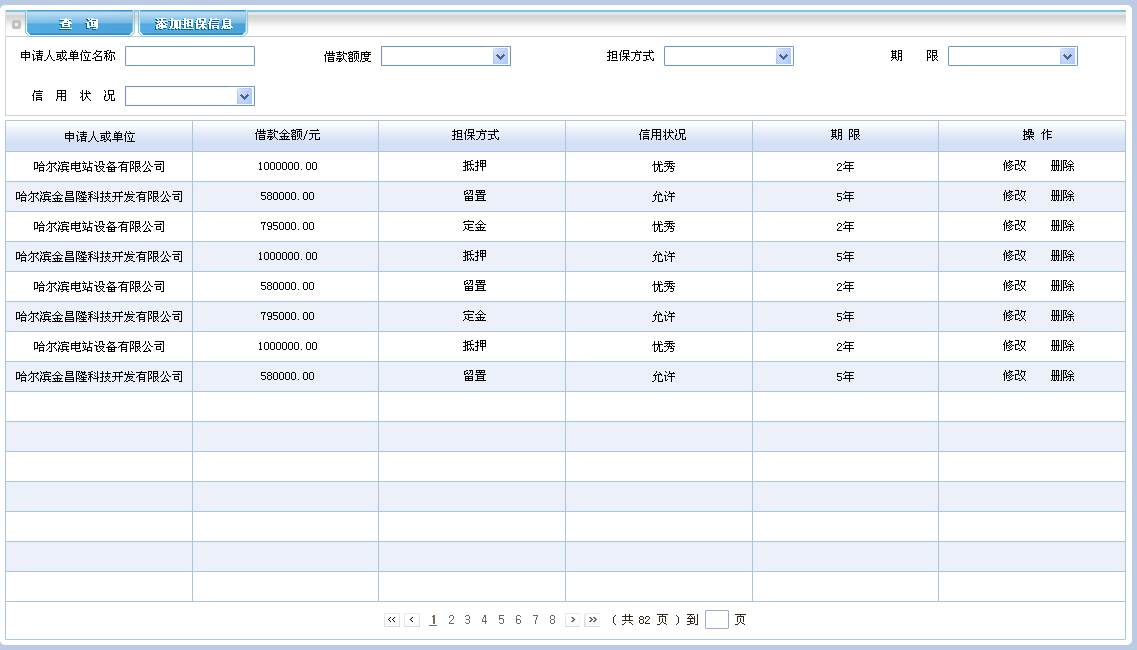 查 询 添加担保信息
申请人或单位名称 借款额度 担保方式 期 限
信 用 状 况
申请人或单位 借款金额/元 担保方式 信用状况 期 限 操 作
哈尔滨电站设备有限公司 1000000.00 抵押 优秀 2年 修改 删除
哈尔滨金昌隆科技开发有限公司 580000.00 留置 允许 5年 修改 删除
哈尔滨电站设备有限公司 795000.00 定金 优秀 2年 修改 删除
哈尔滨金昌隆科技开发有限公司 1000000.00 抵押 允许 5年 修改 删除
哈尔滨电站设备有限公司 580000.00 留置 优秀 2年 修改 删除
哈尔滨金昌隆科技开发有限公司 795000.00 定金 允许 5年 修改 删除
哈尔滨电站设备有限公司 1000000.00 抵押 优秀 2年 修改 删除
哈尔滨金昌隆科技开发有限公司 580000.00 留置 允许 5年 修改 删除
« ‹ 1 2 3 4 5 6 7 8 › » ( 共 82 页 ) 到 页